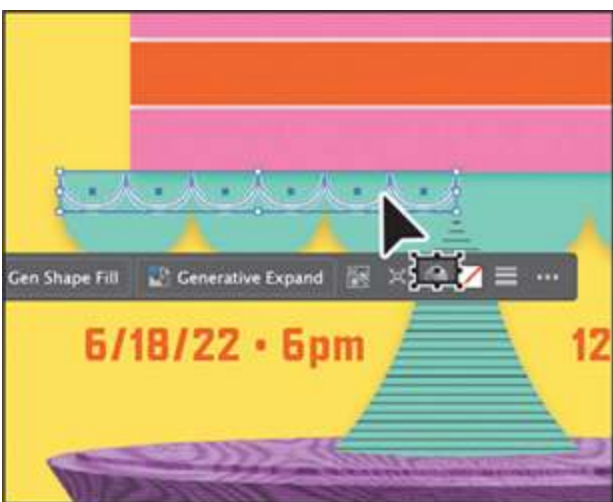 Gen Shape Fill Generative Expand
6/18/22 • 6pm 12